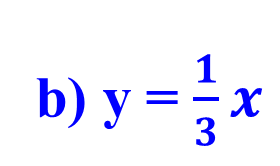 b) y = 1/3 x